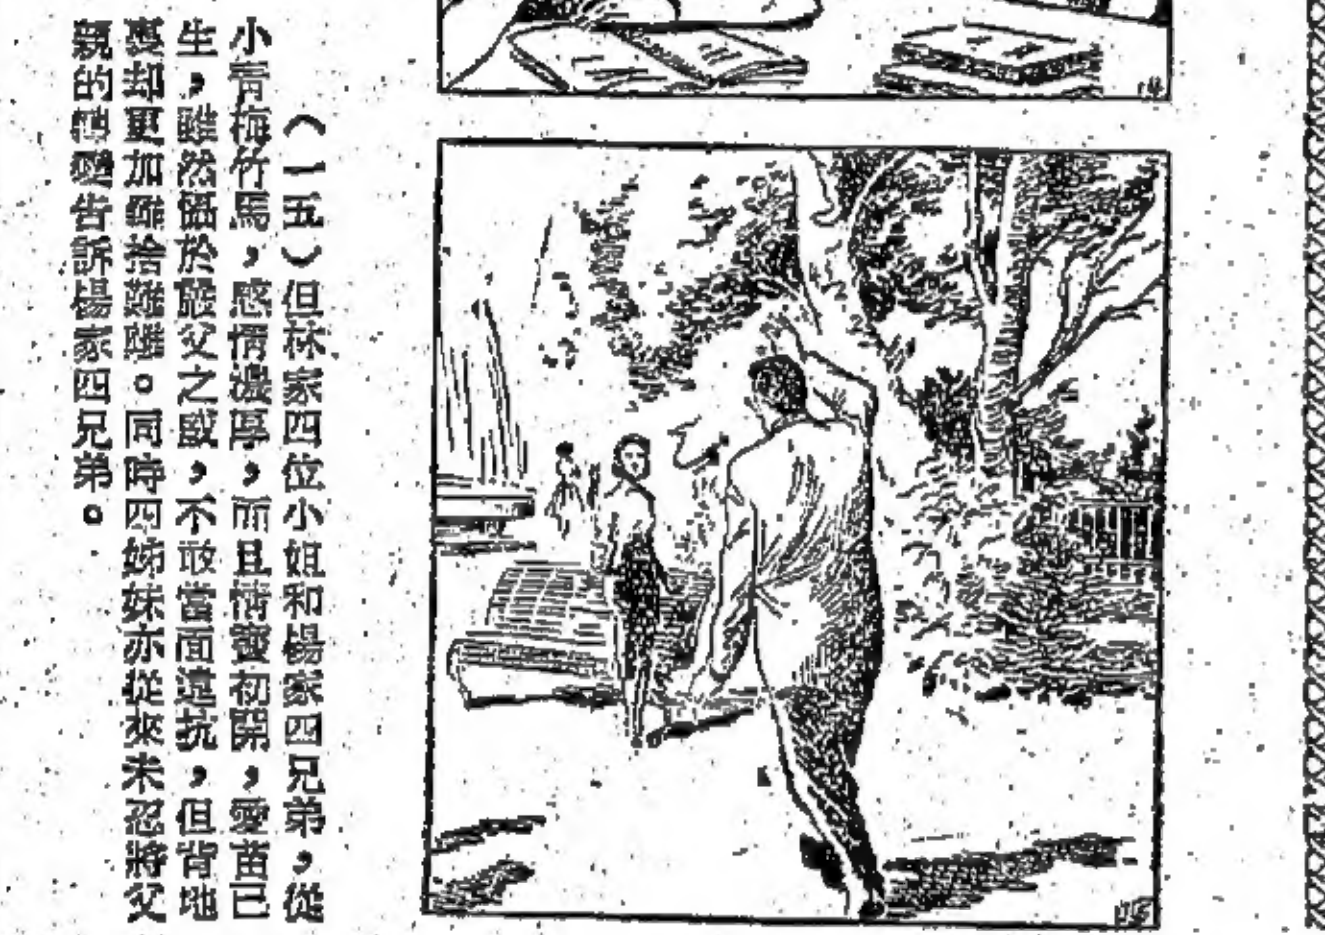 (一五)但林家四位小姐和楊家四兄弟,從
小青梅竹馬,感情濃厚,而且情竇初開,愛苗已
生,雖然懾於嚴父之威,不敢當面違抗,但背地
裏却更加難捨難離。同時四姊妹亦從來未忍將父
親的轉變告訴楊家四兄弟。
14
15